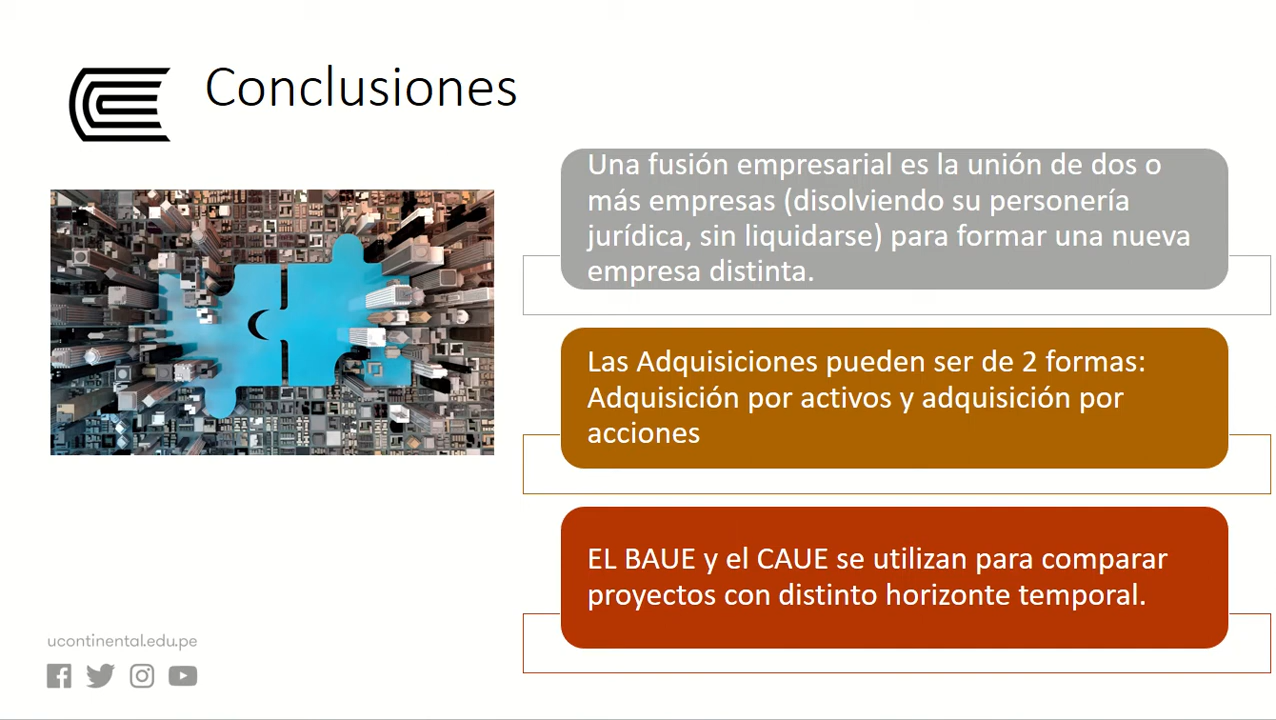 Conclusiones
Una fusión empresarial es la unión de dos o
más empresas (disolviendo su personería
jurídica, sin liquidarse) para formar una nueva
empresa distinta.
Las Adquisiciones pueden ser de 2 formas:
Adquisición por activos y adquisición por
acciones
EL BAUE y el CAUE se utilizan para comparar
proyectos con distinto horizonte temporal.
ucontinental.edu.pe